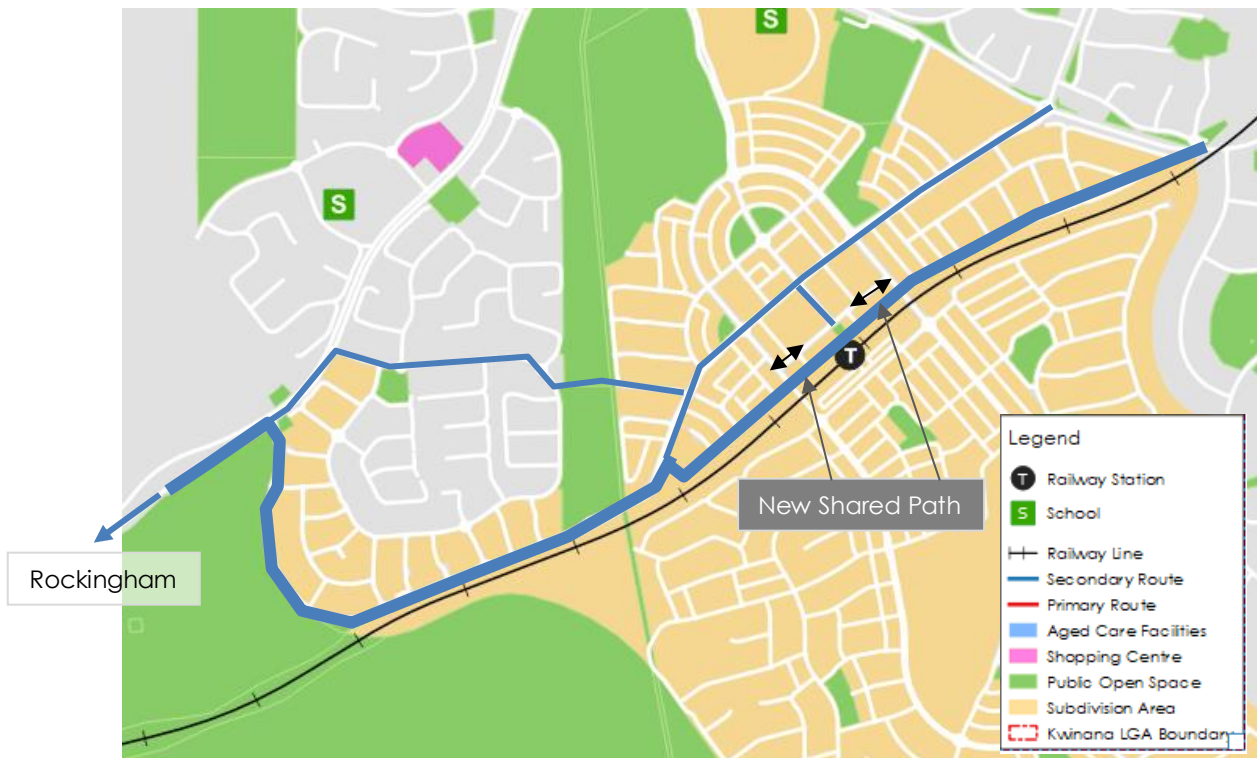 S
S
T
New Shared Path
Rockingham
Legend
T Railway Station
S School
Railway Line
Secondary Route
Primary Route
Aged Care Facilities
Shopping Centre
Public Open Space
Subdivision Area
Kwinana LGA Boundary